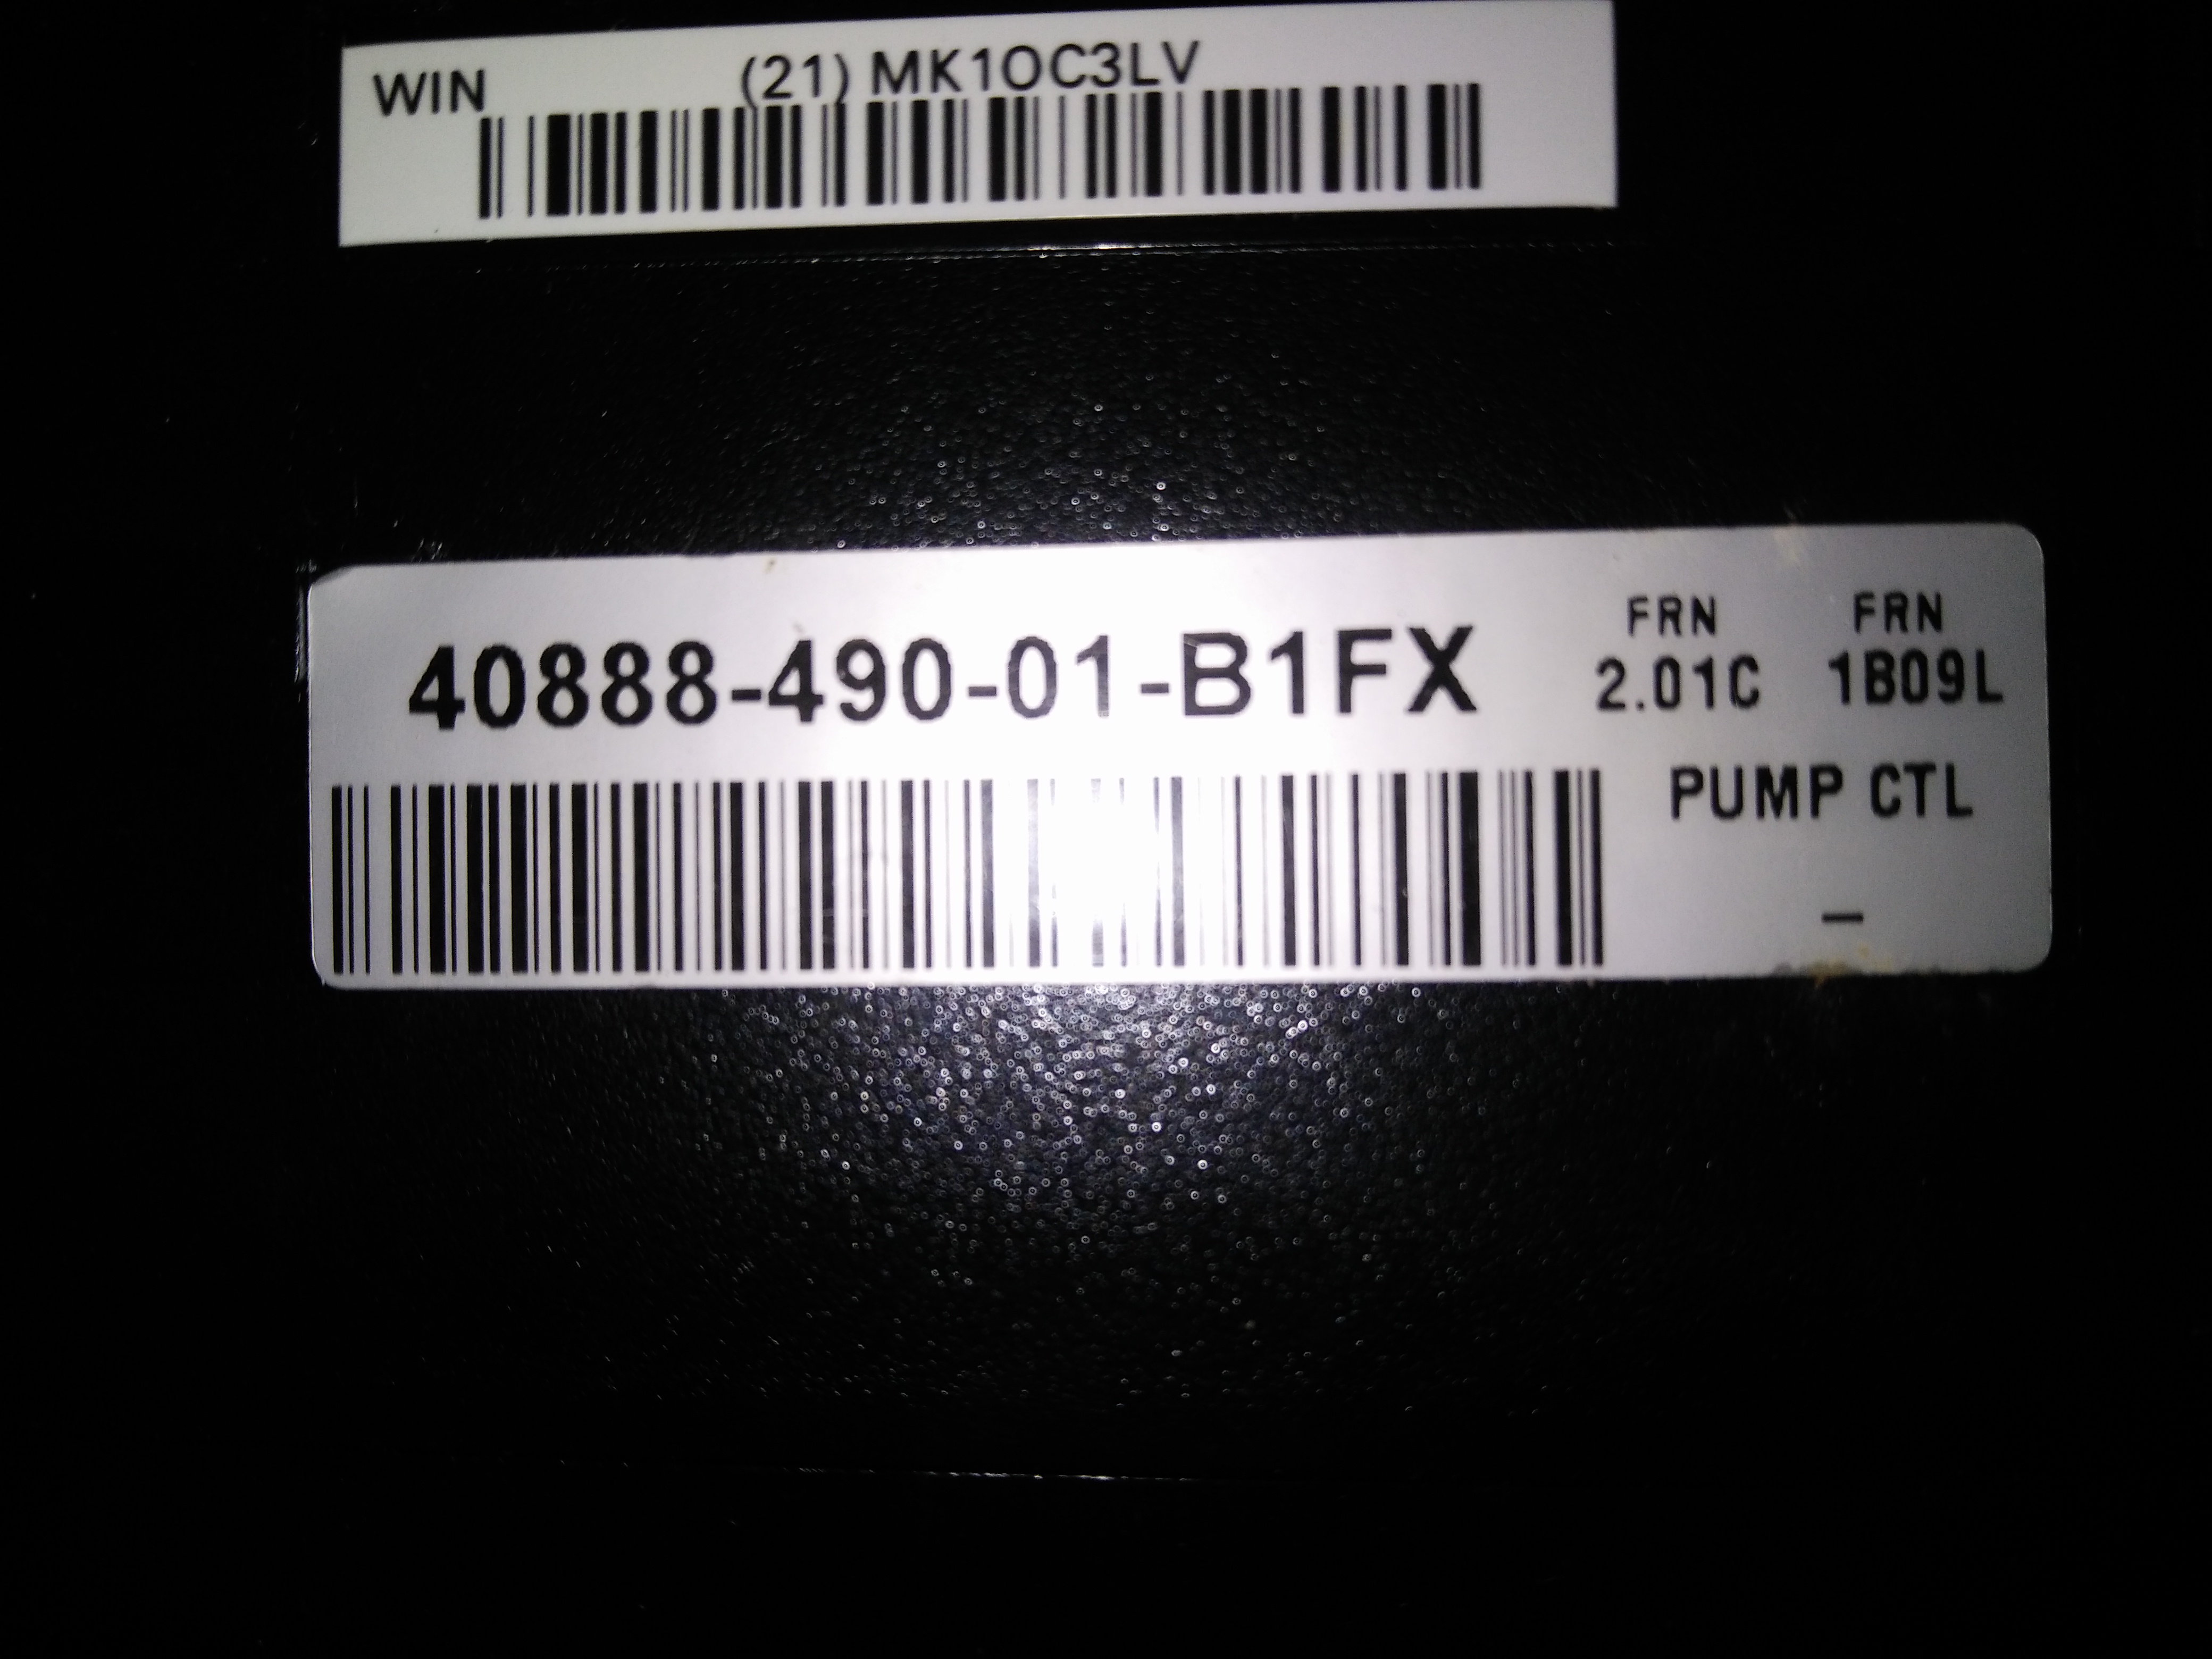 WIN (21) MK1OC3LV
40888-490-01-B1FX
FRN FRN
2.01C 1B09L
PUMP CTL
–